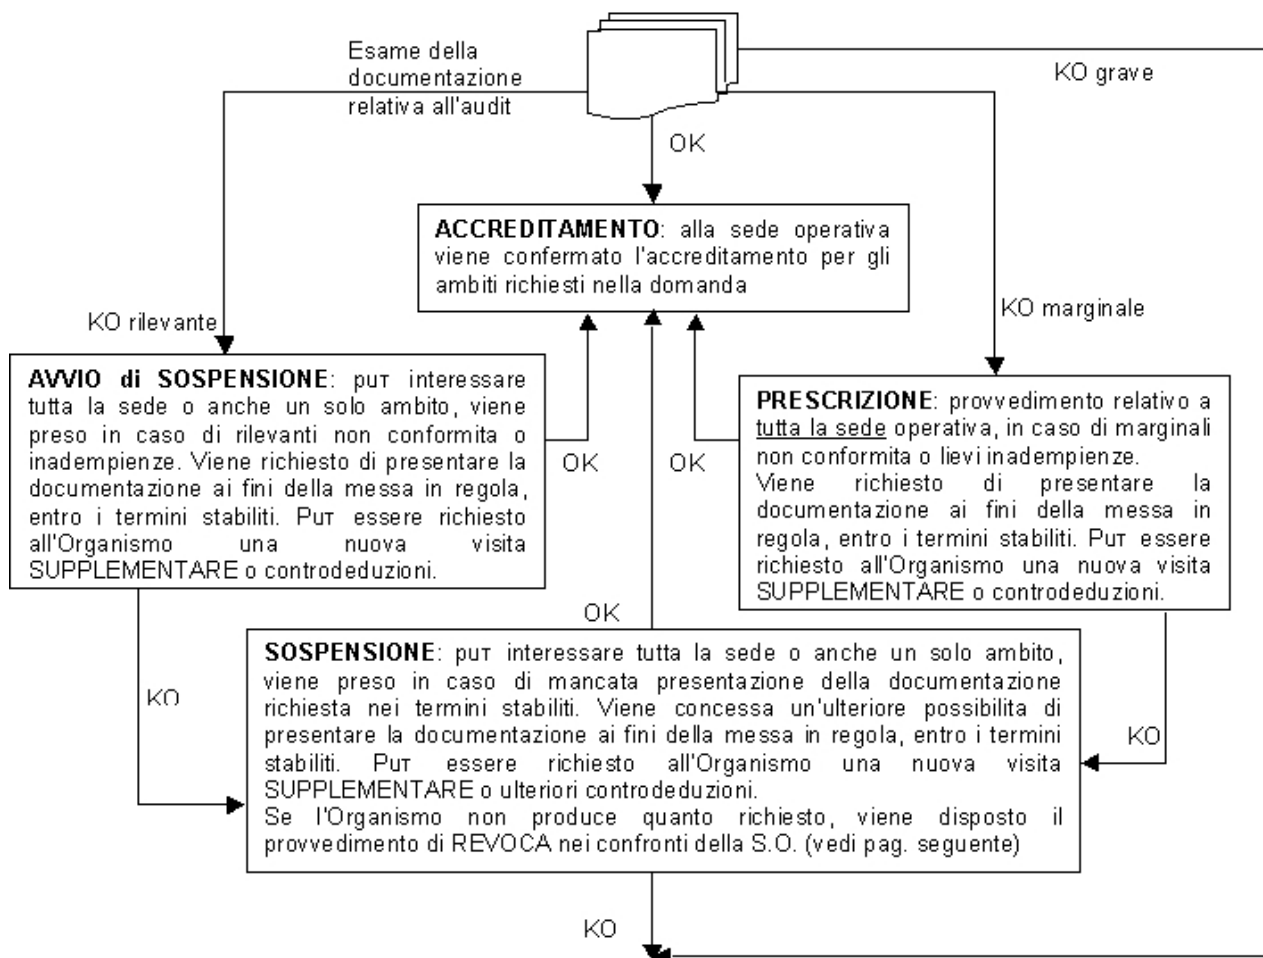 Esame della
documentazione
relativa all'audit
KO grave
OK
ACCREDITAMENTO: alla sede operativa
viene confermato l'accreditamento per gli
ambiti richiesti nella domanda
KO rilevante
KO marginale
AVVIO di SOSPENSIONE: puт interessare
tutta la sede o anche un solo ambito, viene
preso in caso di rilevanti non conformita o
inadempienze. Viene richiesto di presentare la
documentazione ai fini della messa in regola,
entro i termini stabiliti. Puт essere richiesto
all'Organismo una nuova visita
SUPPLEMENTARE o controdeduzioni.
OK
OK
PRESCRIZIONE: provvedimento relativo a
tutta la sede operativa, in caso di marginali
non conformita o lievi inadempienze.
Viene richiesto di presentare la
documentazione ai fini della messa in
regola, entro i termini stabiliti. Puт essere
richiesto all'Organismo una nuova visita
SUPPLEMENTARE o controdeduzioni.
OK
SOSPENSIONE: puт interessare tutta la sede o anche un solo ambito,
viene preso in caso di mancata presentazione della documentazione
richiesta nei termini stabiliti. Viene concessa un'ulteriore possibilita di
presentare la documentazione ai fini della messa in regola, entro i termini
stabiliti. Puт essere richiesto all'Organismo una nuova visita
SUPPLEMENTARE o ulteriori controdeduzioni.
Se l'Organismo non produce quanto richiesto, viene disposto il
provvedimento di REVOCA nei confronti della S.O. (vedi pag. seguente)
KO
KO
KO